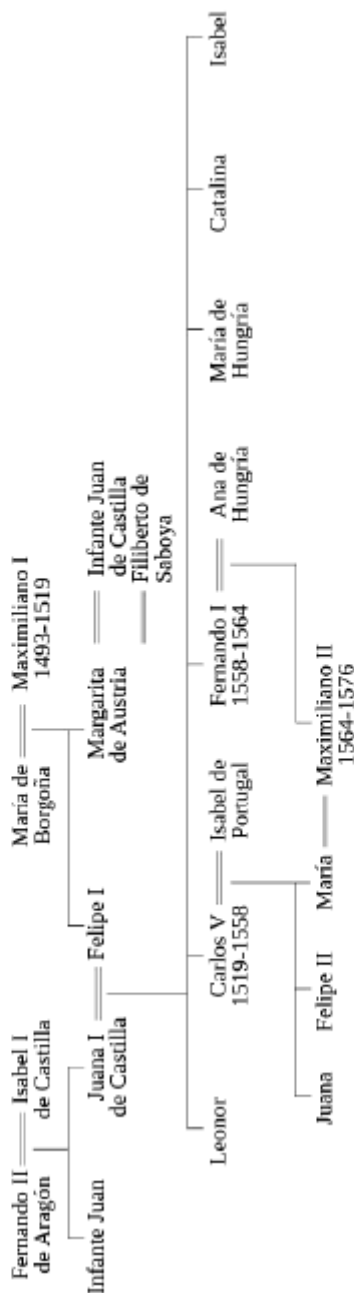 Fernando II
de Aragón
Isabel I
de Castilla
María de
Borgoña
Maximiliano I
1493-1519
Infante Juan
Juana I
de Castilla
Felipe I
Margarita
de Austria
Infante Juan
de Castilla
Filiberto de
Saboya
Leonor
Carlos V
1519-1558
Isabel de
Portugal
Fernando I
1558-1564
Ana de
Hungría
María de
Hungría
Catalina
Isabel
Juana
Felipe II
María
Maximiliano II
1564-1576